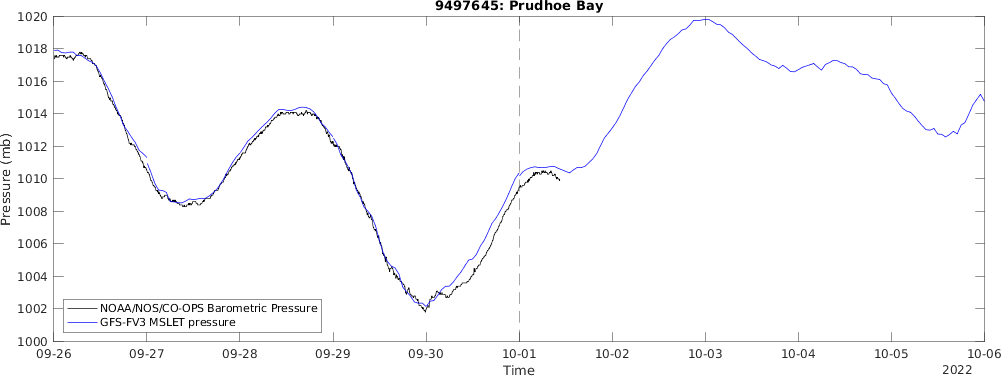 9497645: Prudhoe Bay
Pressure (mb)
1020
1018
1016
1014
1012
1010
1008
1006
1004
1002
1000
NOAA/NOS/CO-OPS Barometric Pressure
GFS-FV3 MSLET pressure
09-26 09-27 09-28 09-29 09-30 10-01 10-02 10-03 10-04 10-05 10-06
Time
2022